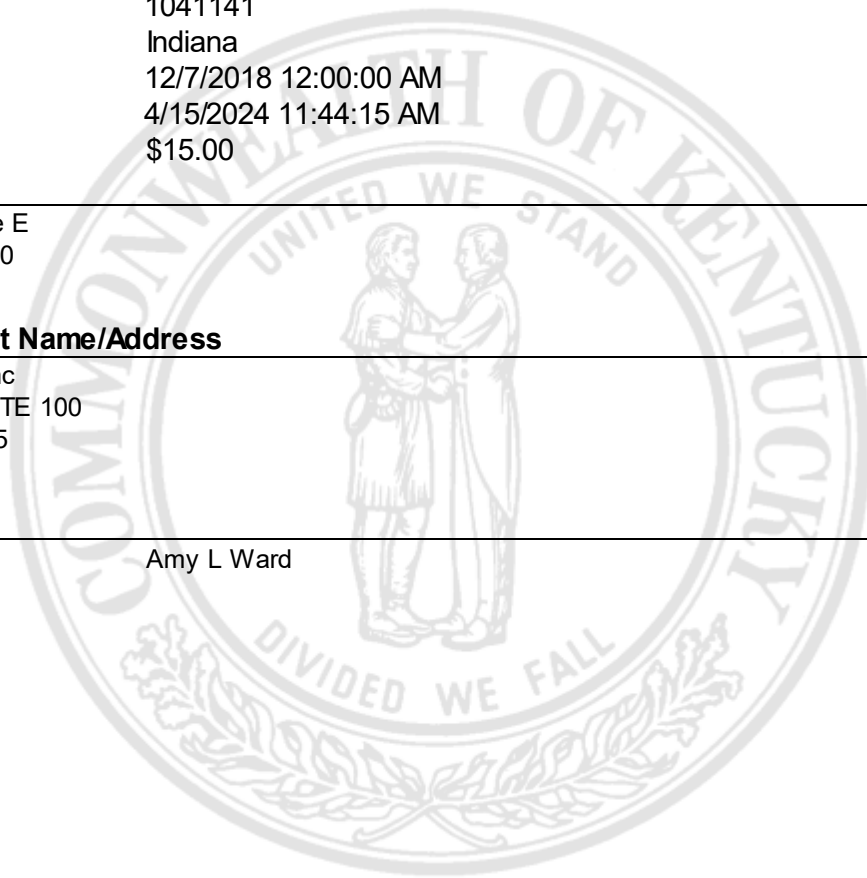 1041141
Indiana
12/7/2018 12:00:00 AM
4/15/2024 11:44:15 AM
$15.00
e E
0
t Name/Address
nc
TE 100
5
Amy L Ward
COMMONWEALTH OF KENTUCKY
UNITED WE STAND
DIVIDED WE FALL